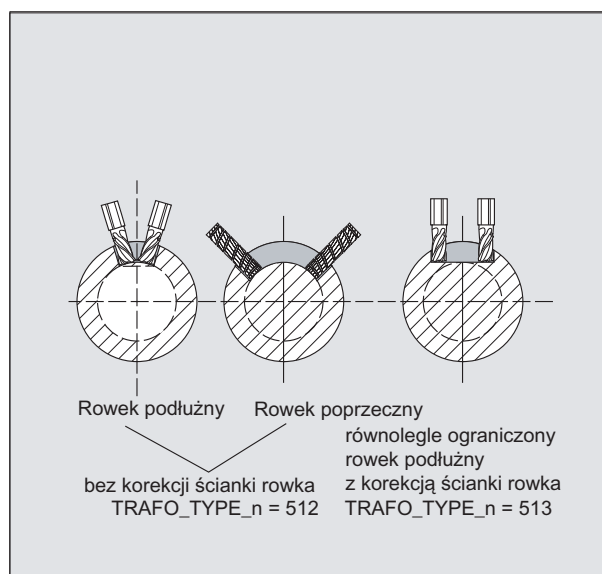 Rowek podłużny
Rowek poprzeczny
bez korekcji ścianki rowka
TRAFO_TYPE_n = 512
równolegle ograniczony
rowek podłużny
z korekcją ścianki rowka
TRAFO_TYPE_n = 513